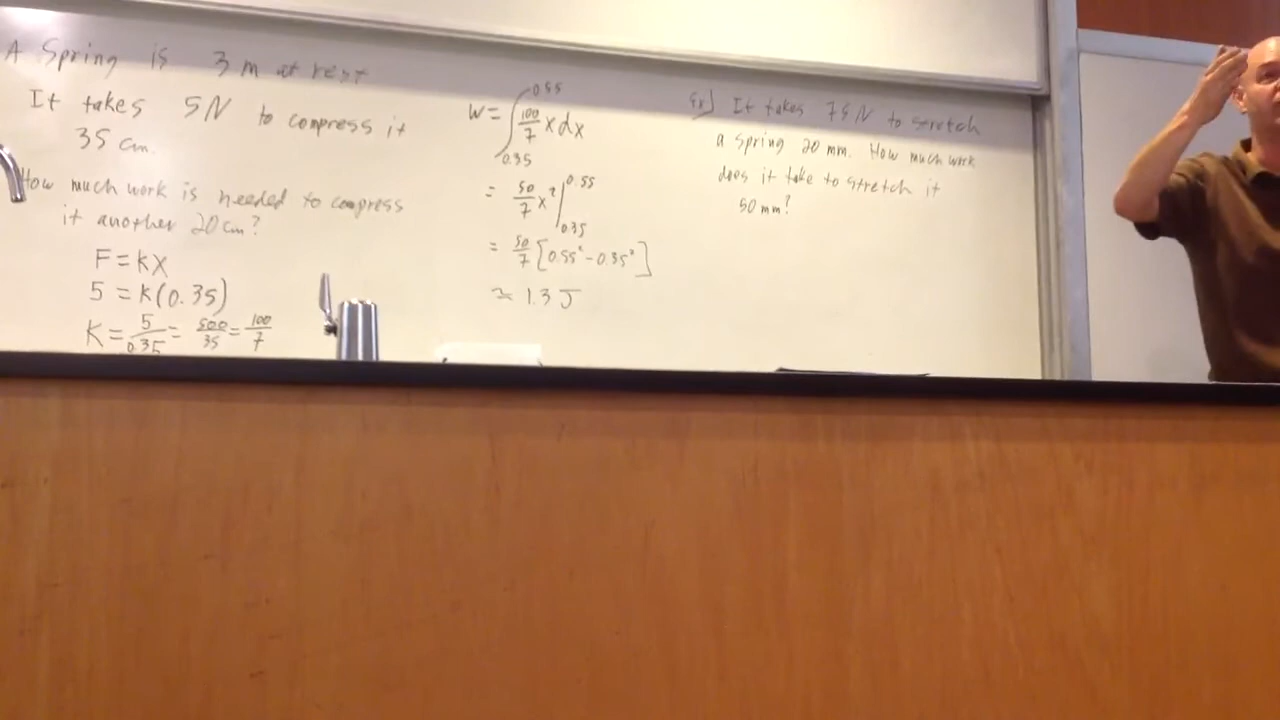 A Spring is 3 m at rest
It takes 5N to compress it
35 cm.
How much work is needed to compress
it another 20 cm?
F = kx
5 = k(0.35)
K = 5/0.35 = 500/35 = 100/7
W = ∫_0.35^0.55 100/7 x dx
= 50/7 x² |_0.35^0.55
= 50/7 [0.55² - 0.35²]
≈ 1.3 J
Ex] It takes 75N to stretch
a spring 20 mm. How much work
does it take to stretch it
50 mm?